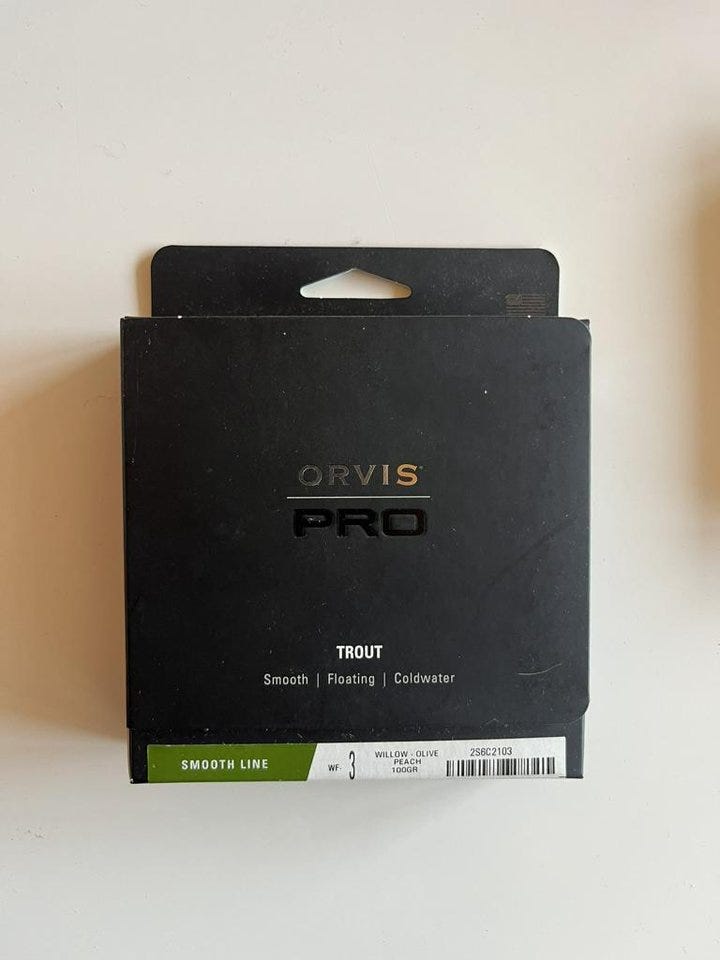 ORVIS
PRO
TROUT
Smooth | Floating | Coldwater
SMOOTH LINE
WF- 3
WILLOW - OLIVE
PEACH
100GR
2S6C2103